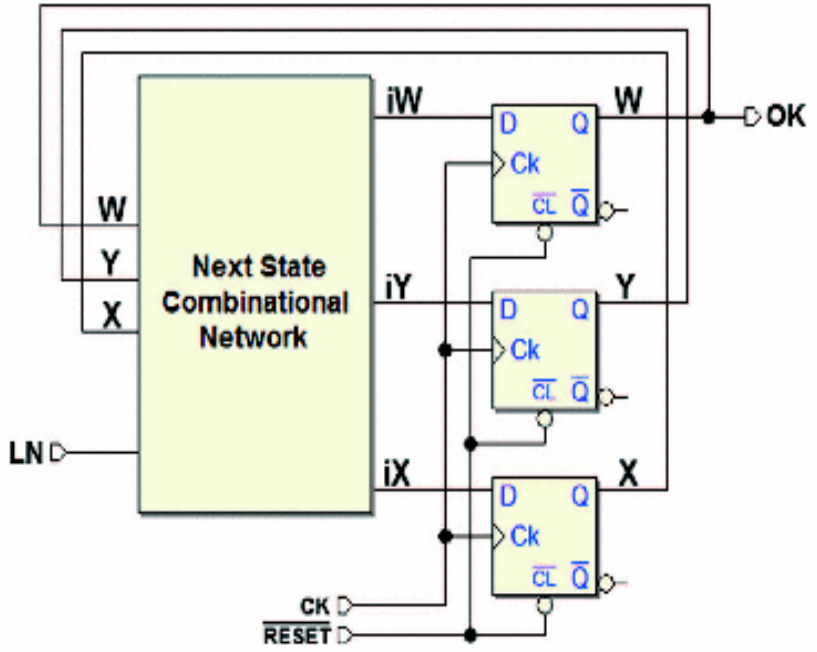 iW
D
Q
W
OK
Ck
CL
Q
W
Y
X
Next State
Combinational
Network
iY
D
Q
Y
Ck
CL
Q
LN
iX
D
Q
X
Ck
CL
Q
CK
RESET